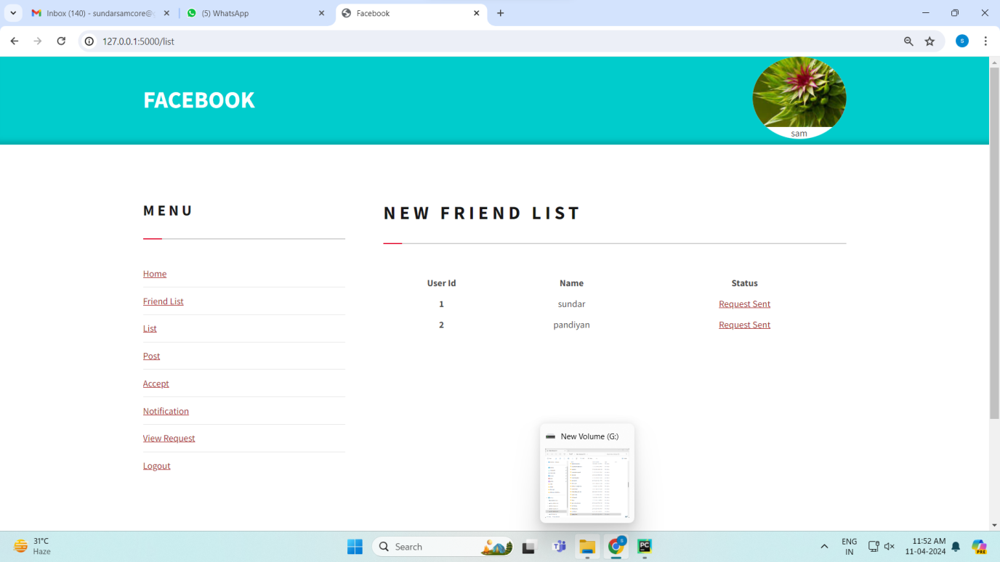 Inbox (140) - sundarsamcore@g
(5) WhatsApp
Facebook
127.0.0.1:5000/list
S
FACEBOOK
sam
MENU
NEW FRIEND LIST
Home
Friend List
List
Post
Accept
Notification
View Request
Logout
User Id Name Status
1 sundar Request Sent
2 pandiyan Request Sent
New Volume (G:)
31°C
Haze
Search
PC
ENG
IN
11:52 AM
11-04-2024
PRE